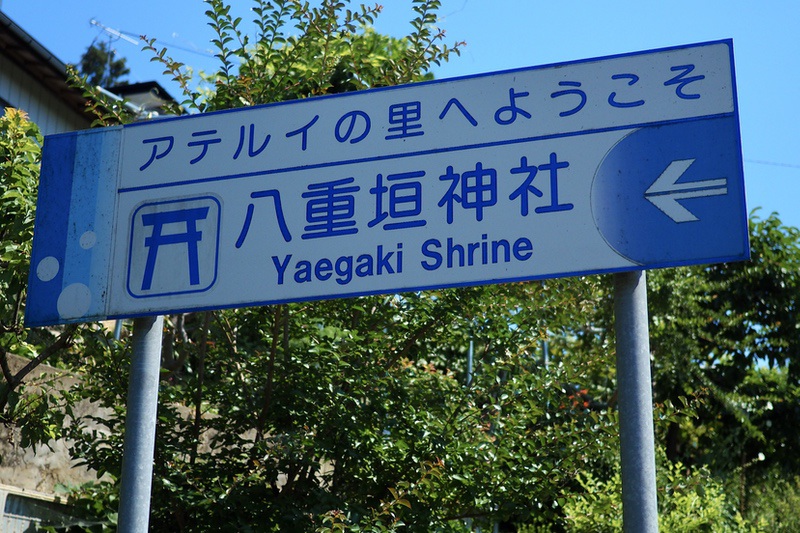 アテルイの里へようこそ
八重垣神社
Yaegaki Shrine